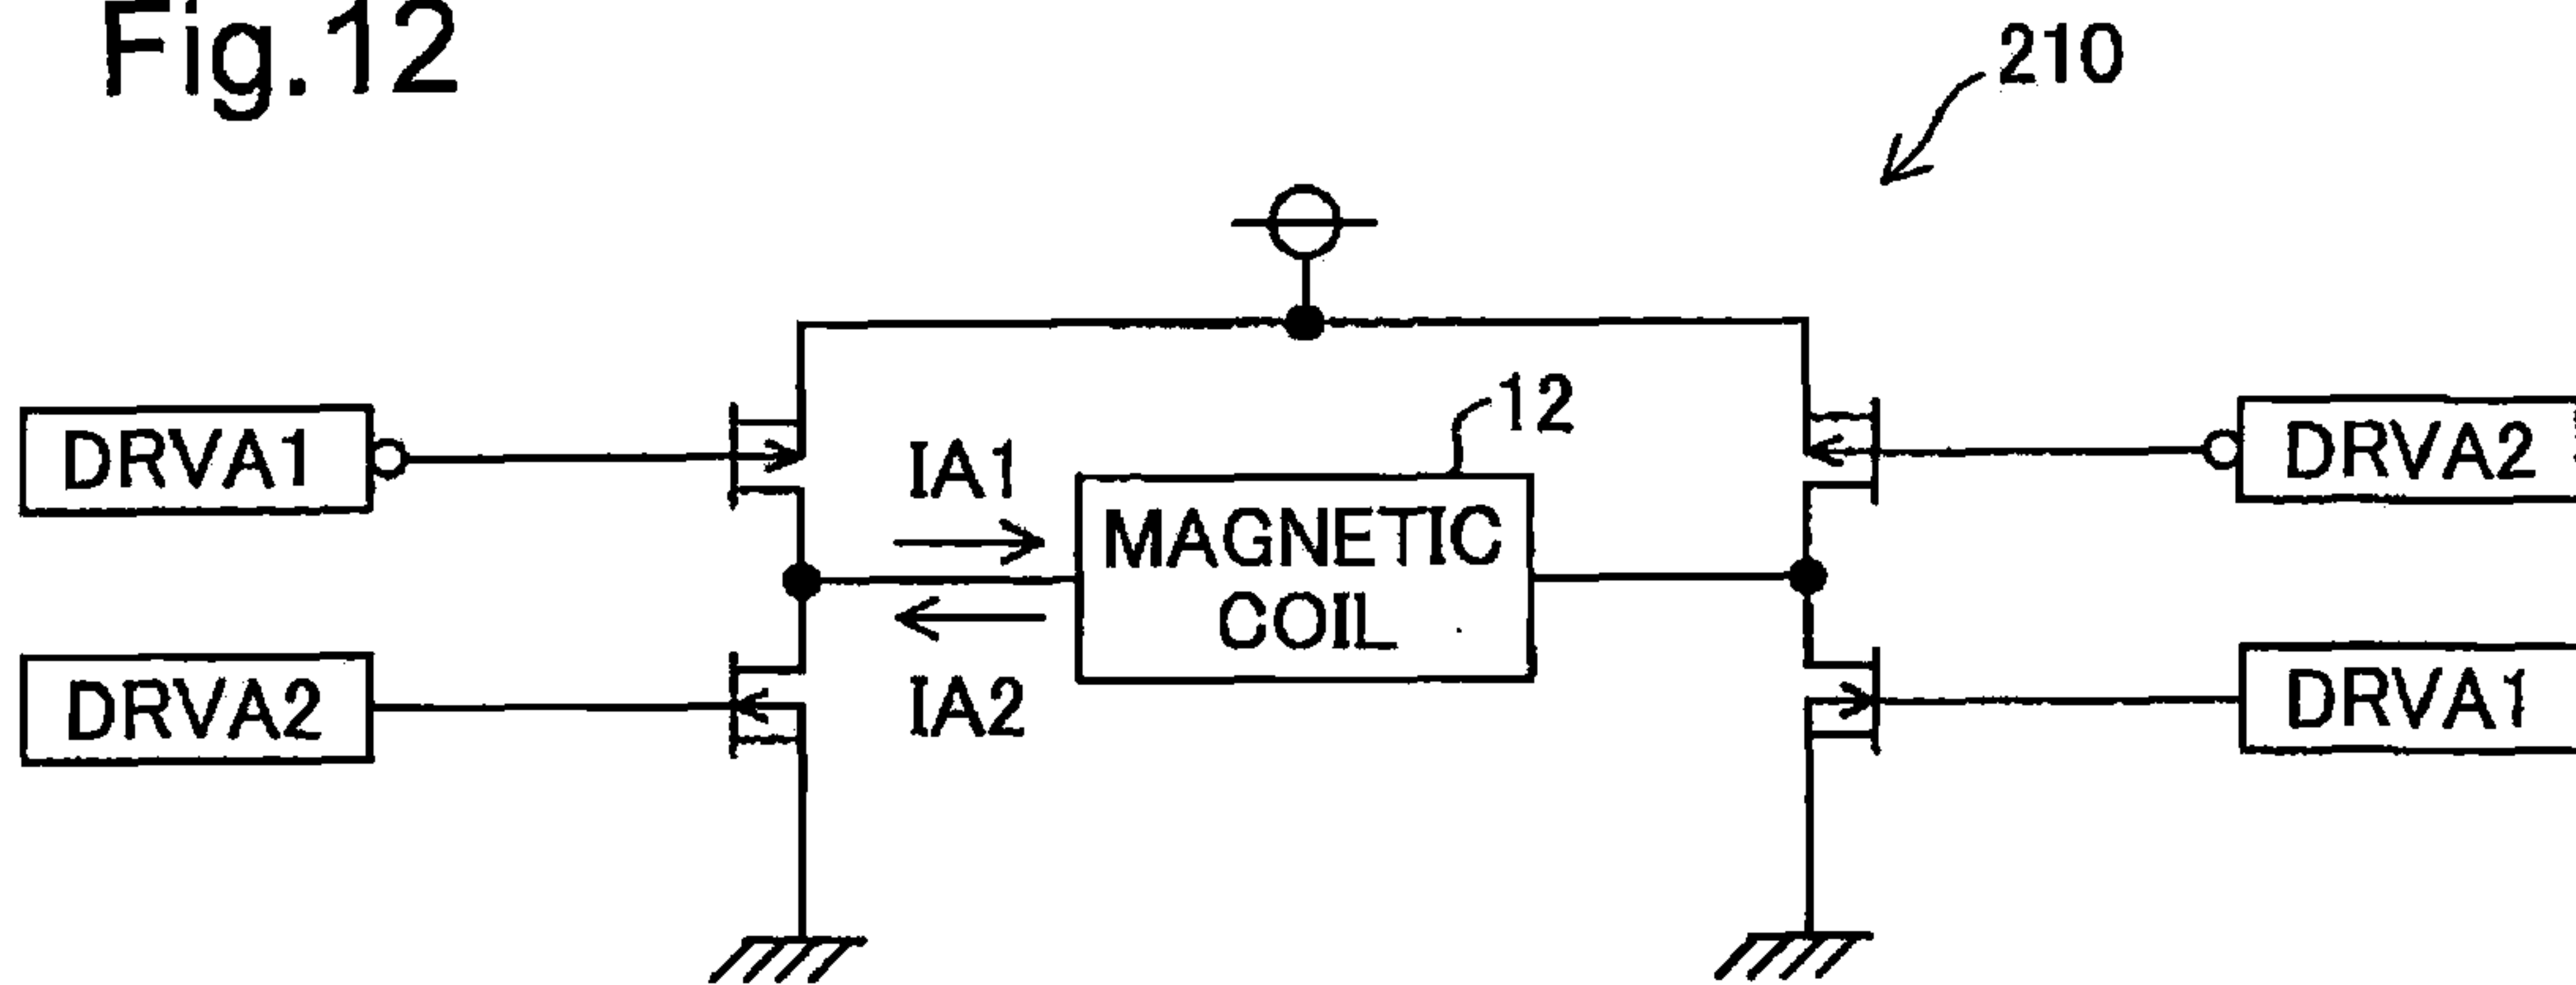 Fig.12
210
12
DRVA1
IA1
MAGNETIC
COIL
DRVA2
DRVA2
IA2
DRVA1